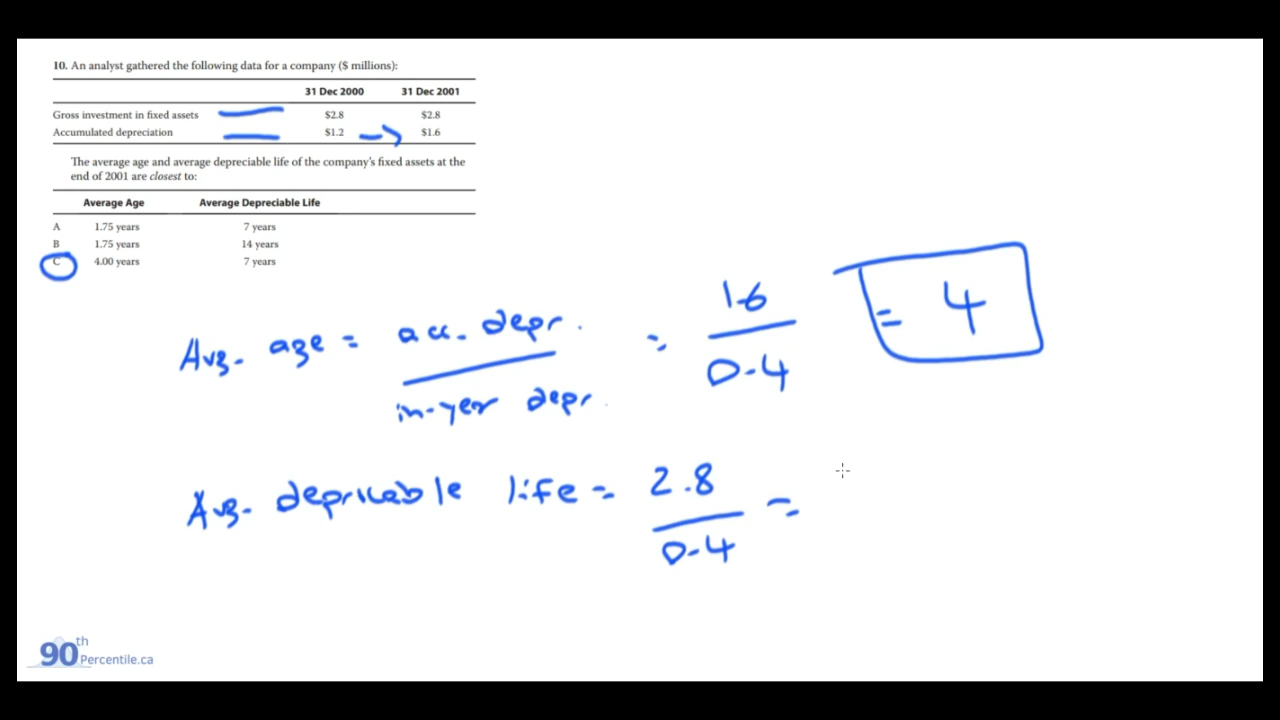 10. An analyst gathered the following data for a company ($ millions):
31 Dec 2000 31 Dec 2001
Gross investment in fixed assets $2.8 $2.8
Accumulated depreciation $1.2 $1.6
The average age and average depreciable life of the company's fixed assets at the
end of 2001 are closest to:
Average Age Average Depreciable Life
A 1.75 years 7 years
B 1.75 years 14 years
C 4.00 years 7 years
Avg. age = acc. depr. = 1.6 = 4
in-year depr. 0.4
Avg. depricable life = 2.8 =
0.4
90th
Percentile.ca